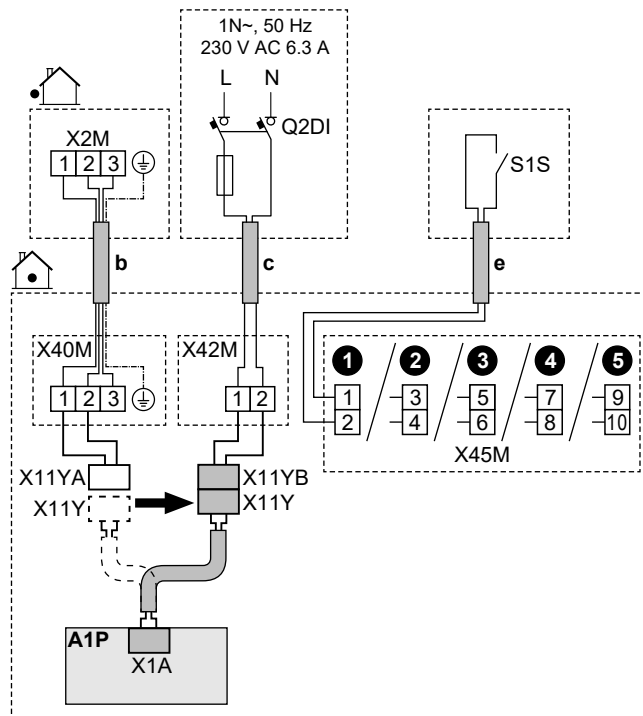 1N~, 50 Hz
230 V AC 6.3 A
L N
Q2DI
X2M
1 2 3
S1S
b
c
e
X40M
1 2 3
X42M
1 2
1 2 3 4 5
1 3 5 7 9
2 4 6 8 10
X45M
X11YA
X11YB
X11Y
X11Y
A1P
X1A